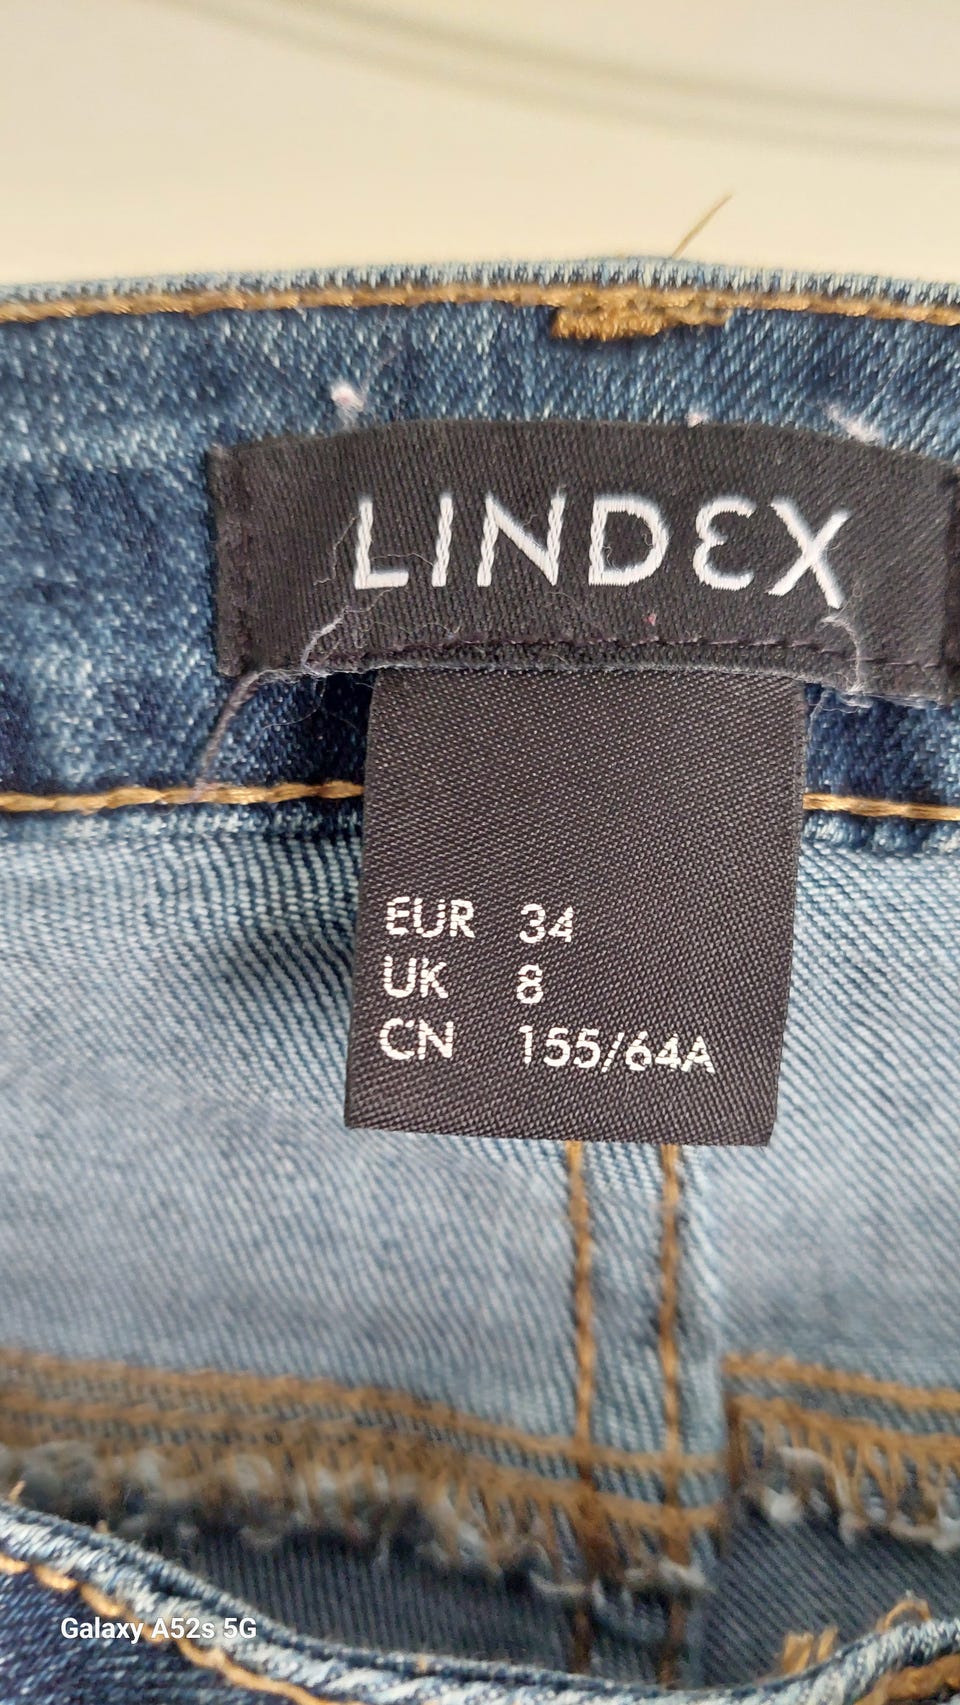 LINDEX
EUR 34
UK 8
CN 155/64A
Galaxy A52s 5G